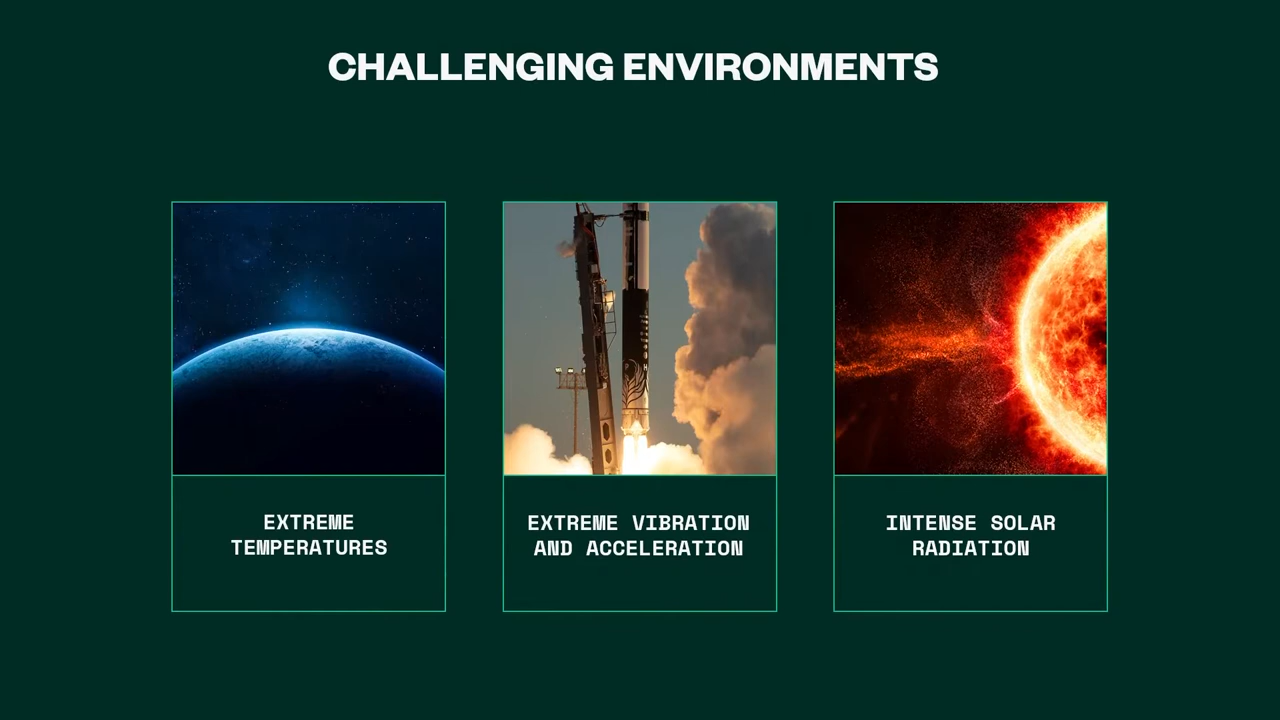 CHALLENGING ENVIRONMENTS
EXTREME
TEMPERATURES
EXTREME VIBRATION
AND ACCELERATION
INTENSE SOLAR
RADIATION